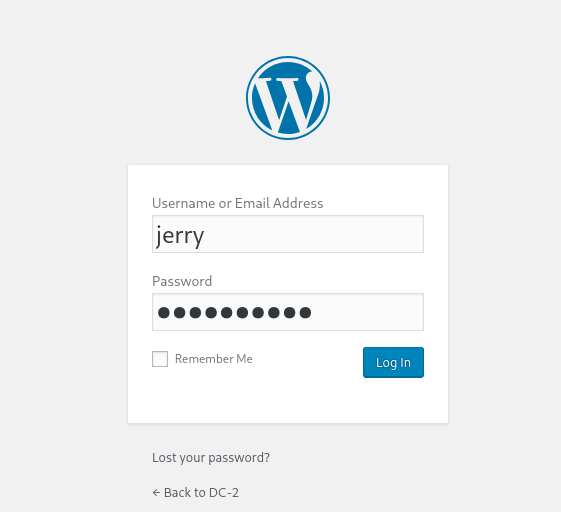 Username or Email Address
jerry
Password
●●●●●●●●●●
Remember Me
Log In
Lost your password?
← Back to DC-2